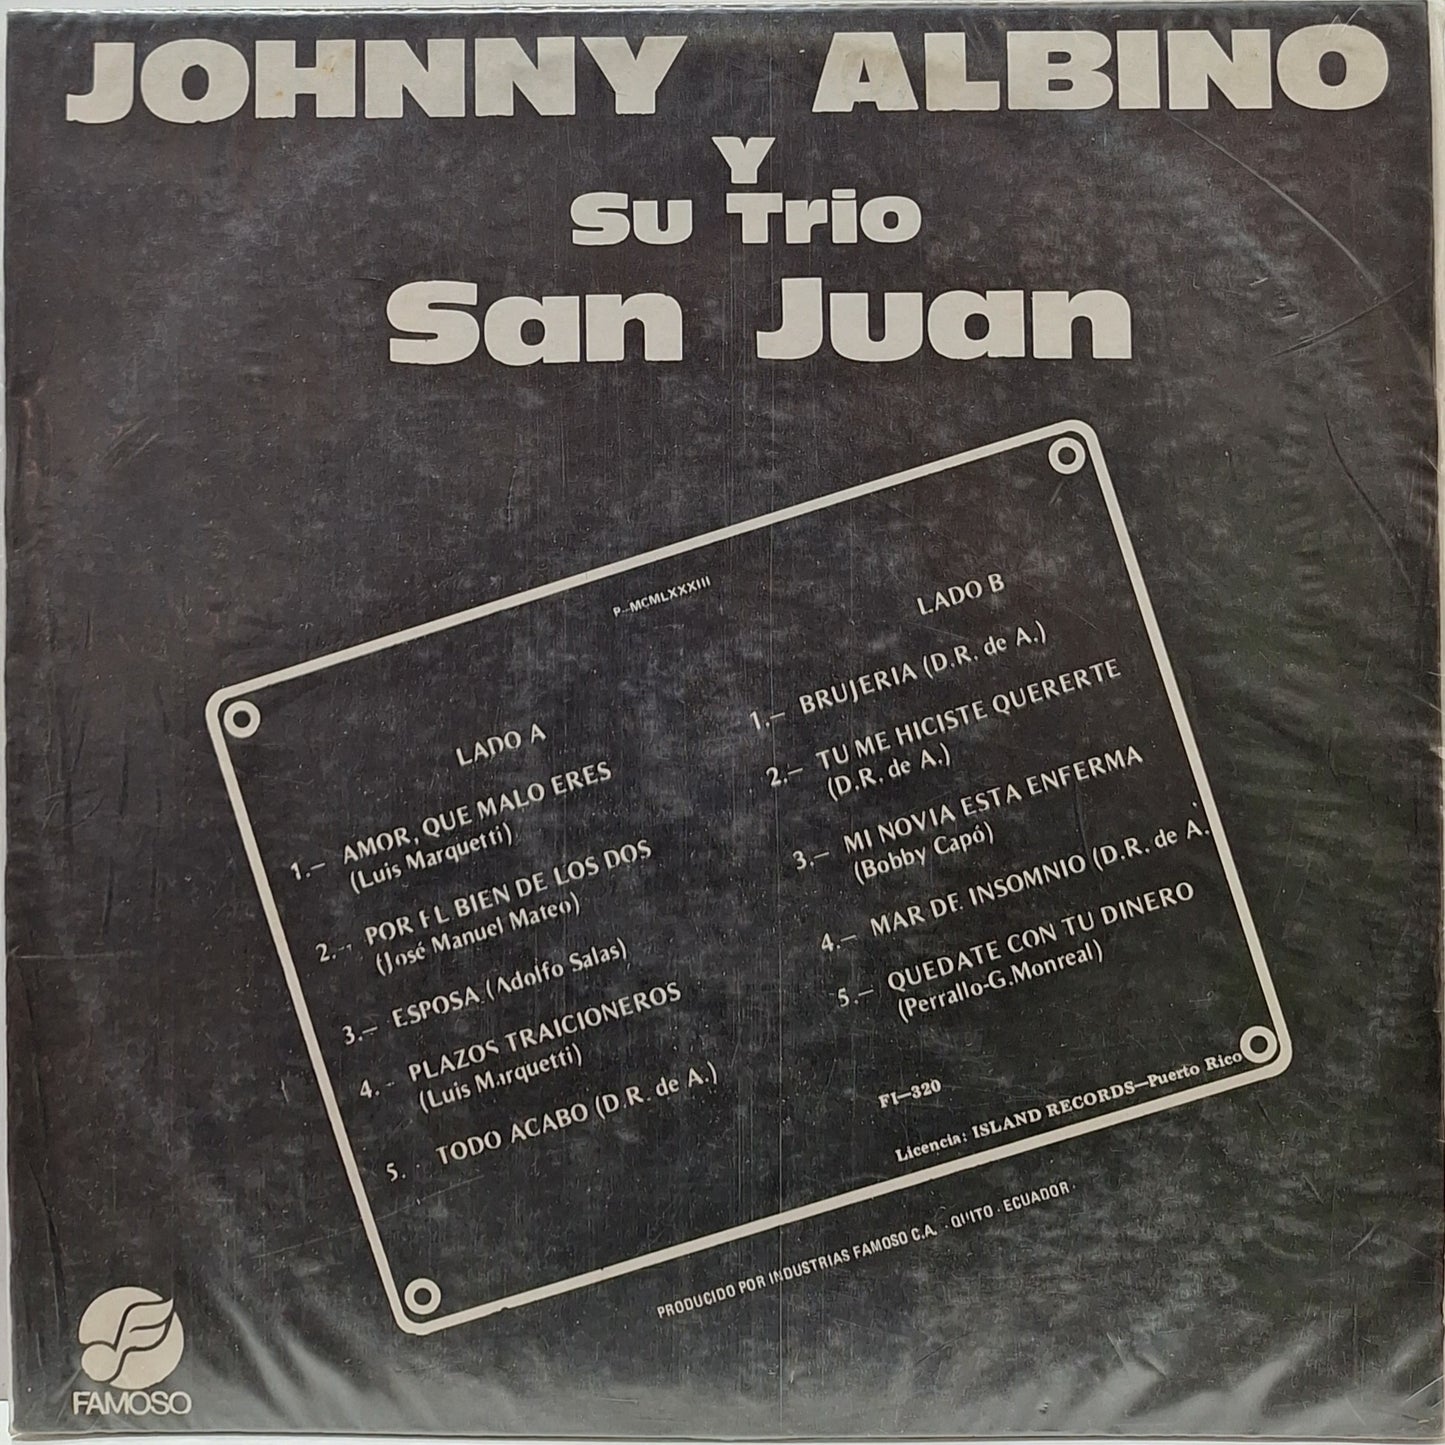 JOHNNY ALBINO
Y
Su Trio
San Juan
P-MCMLXXXIII
LADO A
1.- AMOR, QUE MALO ERES
(Luis Marquetti)
2.- POR EL BIEN DE LOS DOS
(José Manuel Mateo)
3.- ESPOSA (Adolfo Salas)
4. - PLAZOS TRAICIONEROS
(Luis Marquetti)
5. TODO ACABO (D.R. de A.)
LADO B
1.- BRUJERIA (D.R. de A.)
2.- TU ME HICISTE QUERERTE
(D.R. de A.)
3.- MI NOVIA ESTA ENFERMA
(Bobby Capó)
4.- MAR DE INSOMNIO (D.R. de A.
5.- QUEDATE CON TU DINERO
(Perrallo-G.Monreal)
FI-320
Licencia: ISLAND RECORDS-Puerto Rico
PRODUCIDO POR INDUSTRIAS FAMOSO C.A. - QUITO - ECUADOR
FAMOSO